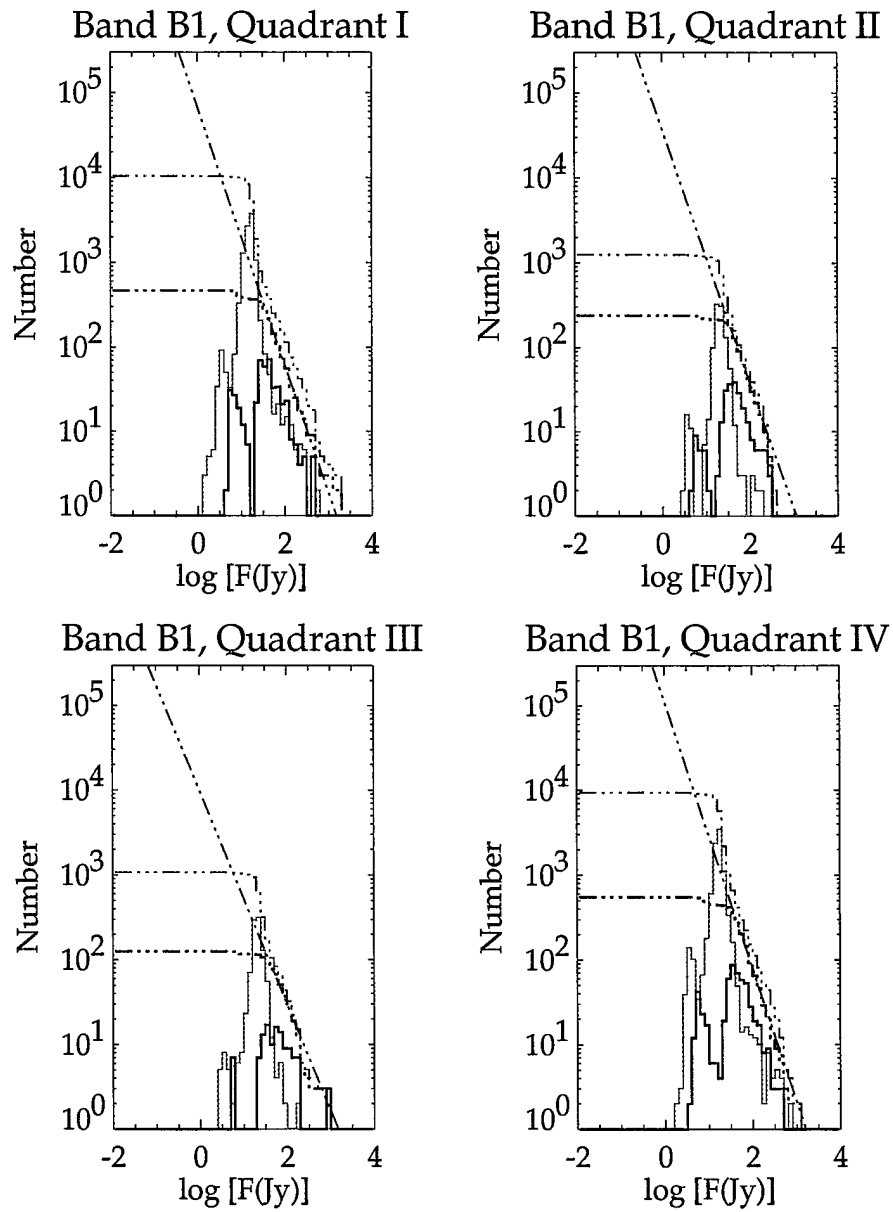 Band B1, Quadrant I
Number
10^5
10^4
10^3
10^2
10^1
10^0
-2 0 2 4
log [F(Jy)]
Band B1, Quadrant II
Number
10^5
10^4
10^3
10^2
10^1
10^0
-2 0 2 4
log [F(Jy)]
Band B1, Quadrant III
Number
10^5
10^4
10^3
10^2
10^1
10^0
-2 0 2 4
log [F(Jy)]
Band B1, Quadrant IV
Number
10^5
10^4
10^3
10^2
10^1
10^0
-2 0 2 4
log [F(Jy)]